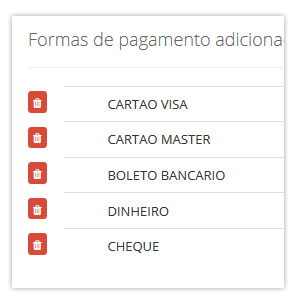 Formas de pagamento adiciona
CARTAO VISA
CARTAO MASTER
BOLETO BANCARIO
DINHEIRO
CHEQUE